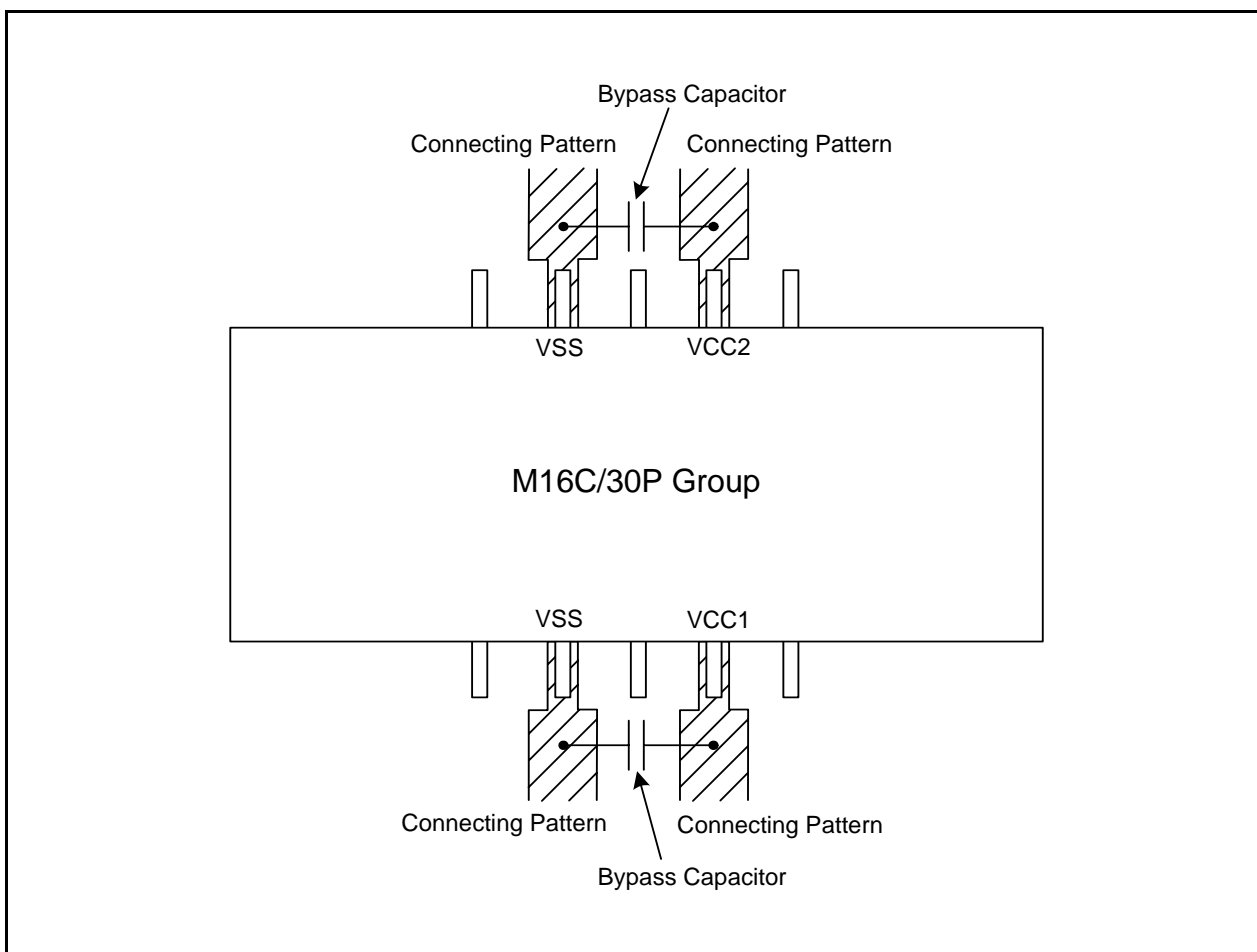 Bypass Capacitor
Connecting Pattern Connecting Pattern
VSS VCC2
M16C/30P Group
VSS VCC1
Connecting Pattern Connecting Pattern
Bypass Capacitor